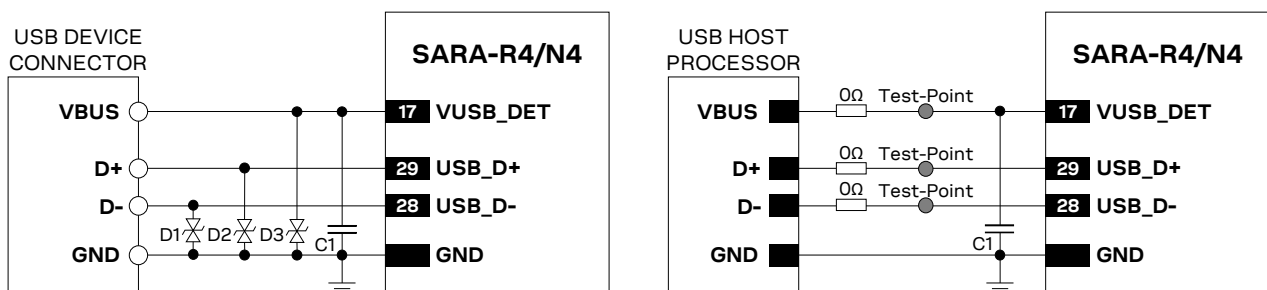 USB DEVICE
CONNECTOR
SARA-R4/N4
VBUS
17 VUSB_DET
D+
29 USB_D+
D-
28 USB_D-
D1 D2 D3 C1
GND
GND
USB HOST
PROCESSOR
SARA-R4/N4
0Ω Test-Point
VBUS
17 VUSB_DET
0Ω Test-Point
D+
29 USB_D+
0Ω Test-Point
D-
28 USB_D-
C1
GND
GND